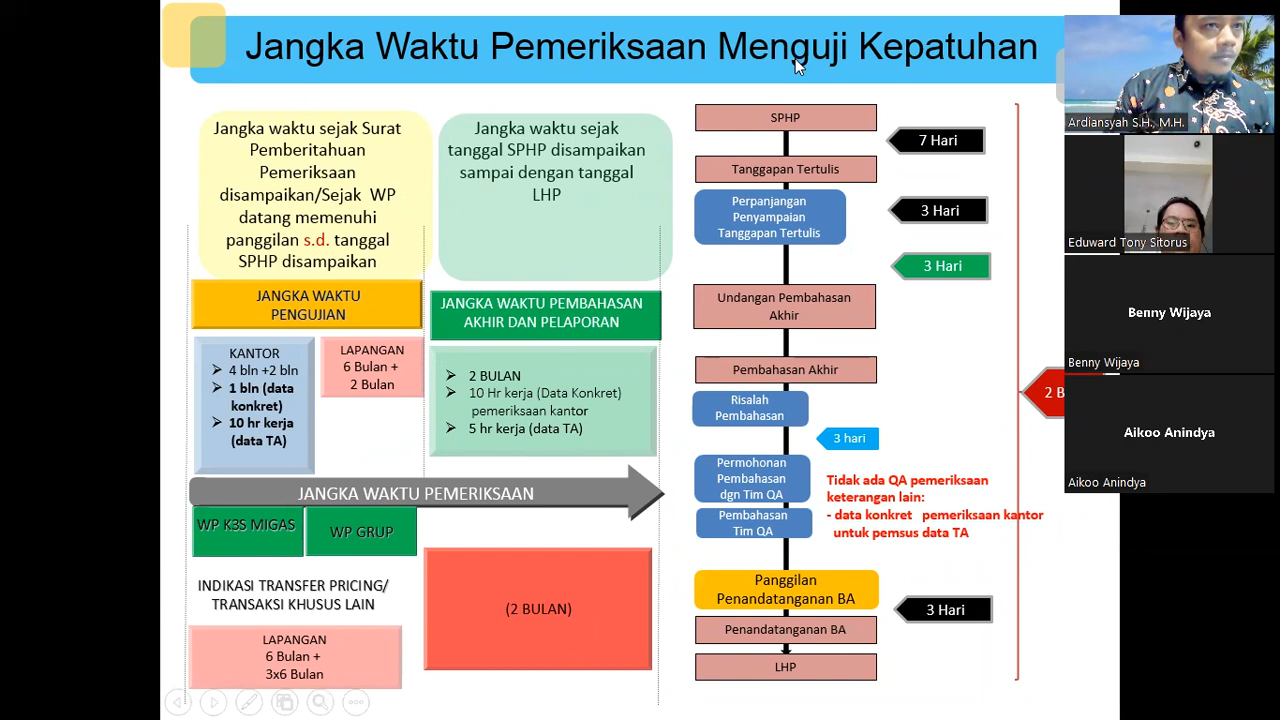 Jangka Waktu Pemeriksaan Menguji Kepatuhan
Jangka waktu sejak Surat
Pemberitahuan
Pemeriksaan
disampaikan/Sejak WP
datang memenuhi
panggilan s.d. tanggal
SPHP disampaikan
Jangka waktu sejak
tanggal SPHP disampaikan
sampai dengan tanggal
LHP
JANGKA WAKTU
PENGUJIAN
JANGKA WAKTU PEMBAHASAN
AKHIR DAN PELAPORAN
KANTOR
➢ 4 bln +2 bln
➢ 1 bln (data
konkret)
➢ 10 hr kerja
(data TA)
LAPANGAN
6 Bulan +
2 Bulan
➢ 2 BULAN
➢ 10 Hr kerja (Data Konkret)
pemeriksaan kantor
➢ 5 hr kerja (data TA)
JANGKA WAKTU PEMERIKSAAN
WP K3S MIGAS
WP GRUP
INDIKASI TRANSFER PRICING/
TRANSAKSI KHUSUS LAIN
LAPANGAN
6 Bulan +
3x6 Bulan
(2 BULAN)
SPHP
7 Hari
Tanggapan Tertulis
Perpanjangan
Penyampaian
Tanggapan Tertulis
3 Hari
3 Hari
Undangan Pembahasan
Akhir
Pembahasan Akhir
Risalah
Pembahasan
3 hari
Permohonan
Pembahasan
dgn Tim QA
Pembahasan
Tim QA
Tidak ada QA pemeriksaan
keterangan lain:
- data konkret pemeriksaan kantor
untuk pemsus data TA
Panggilan
Penandatanganan BA
3 Hari
Penandatanganan BA
LHP
2 B
Ardiansyah S.H., M.H.
Eduward Tony Sitorus
Benny Wijaya
Benny Wijaya
Aikoo Anindya
Aikoo Anindya